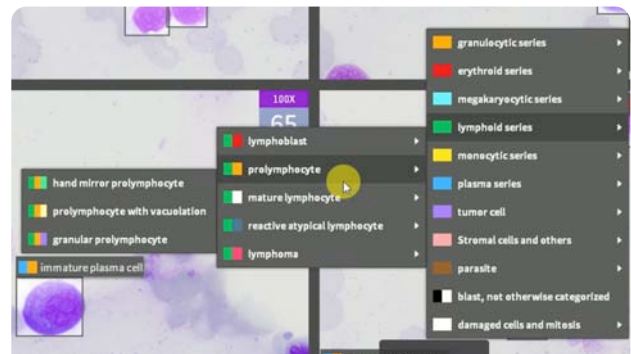 100X
65
granulocytic series
erythroid series
megakaryocytic series
lymphoid series
monocytic series
plasma series
tumor cell
Stromal cells and others
parasite
blast, not otherwise categorized
damaged cells and mitosis
lymphoblast
prolymphocyte
mature lymphocyte
reactive atypical lymphocyte
lymphoma
hand mirror prolymphocyte
prolymphocyte with vacuolation
granular prolymphocyte
immature plasma cell